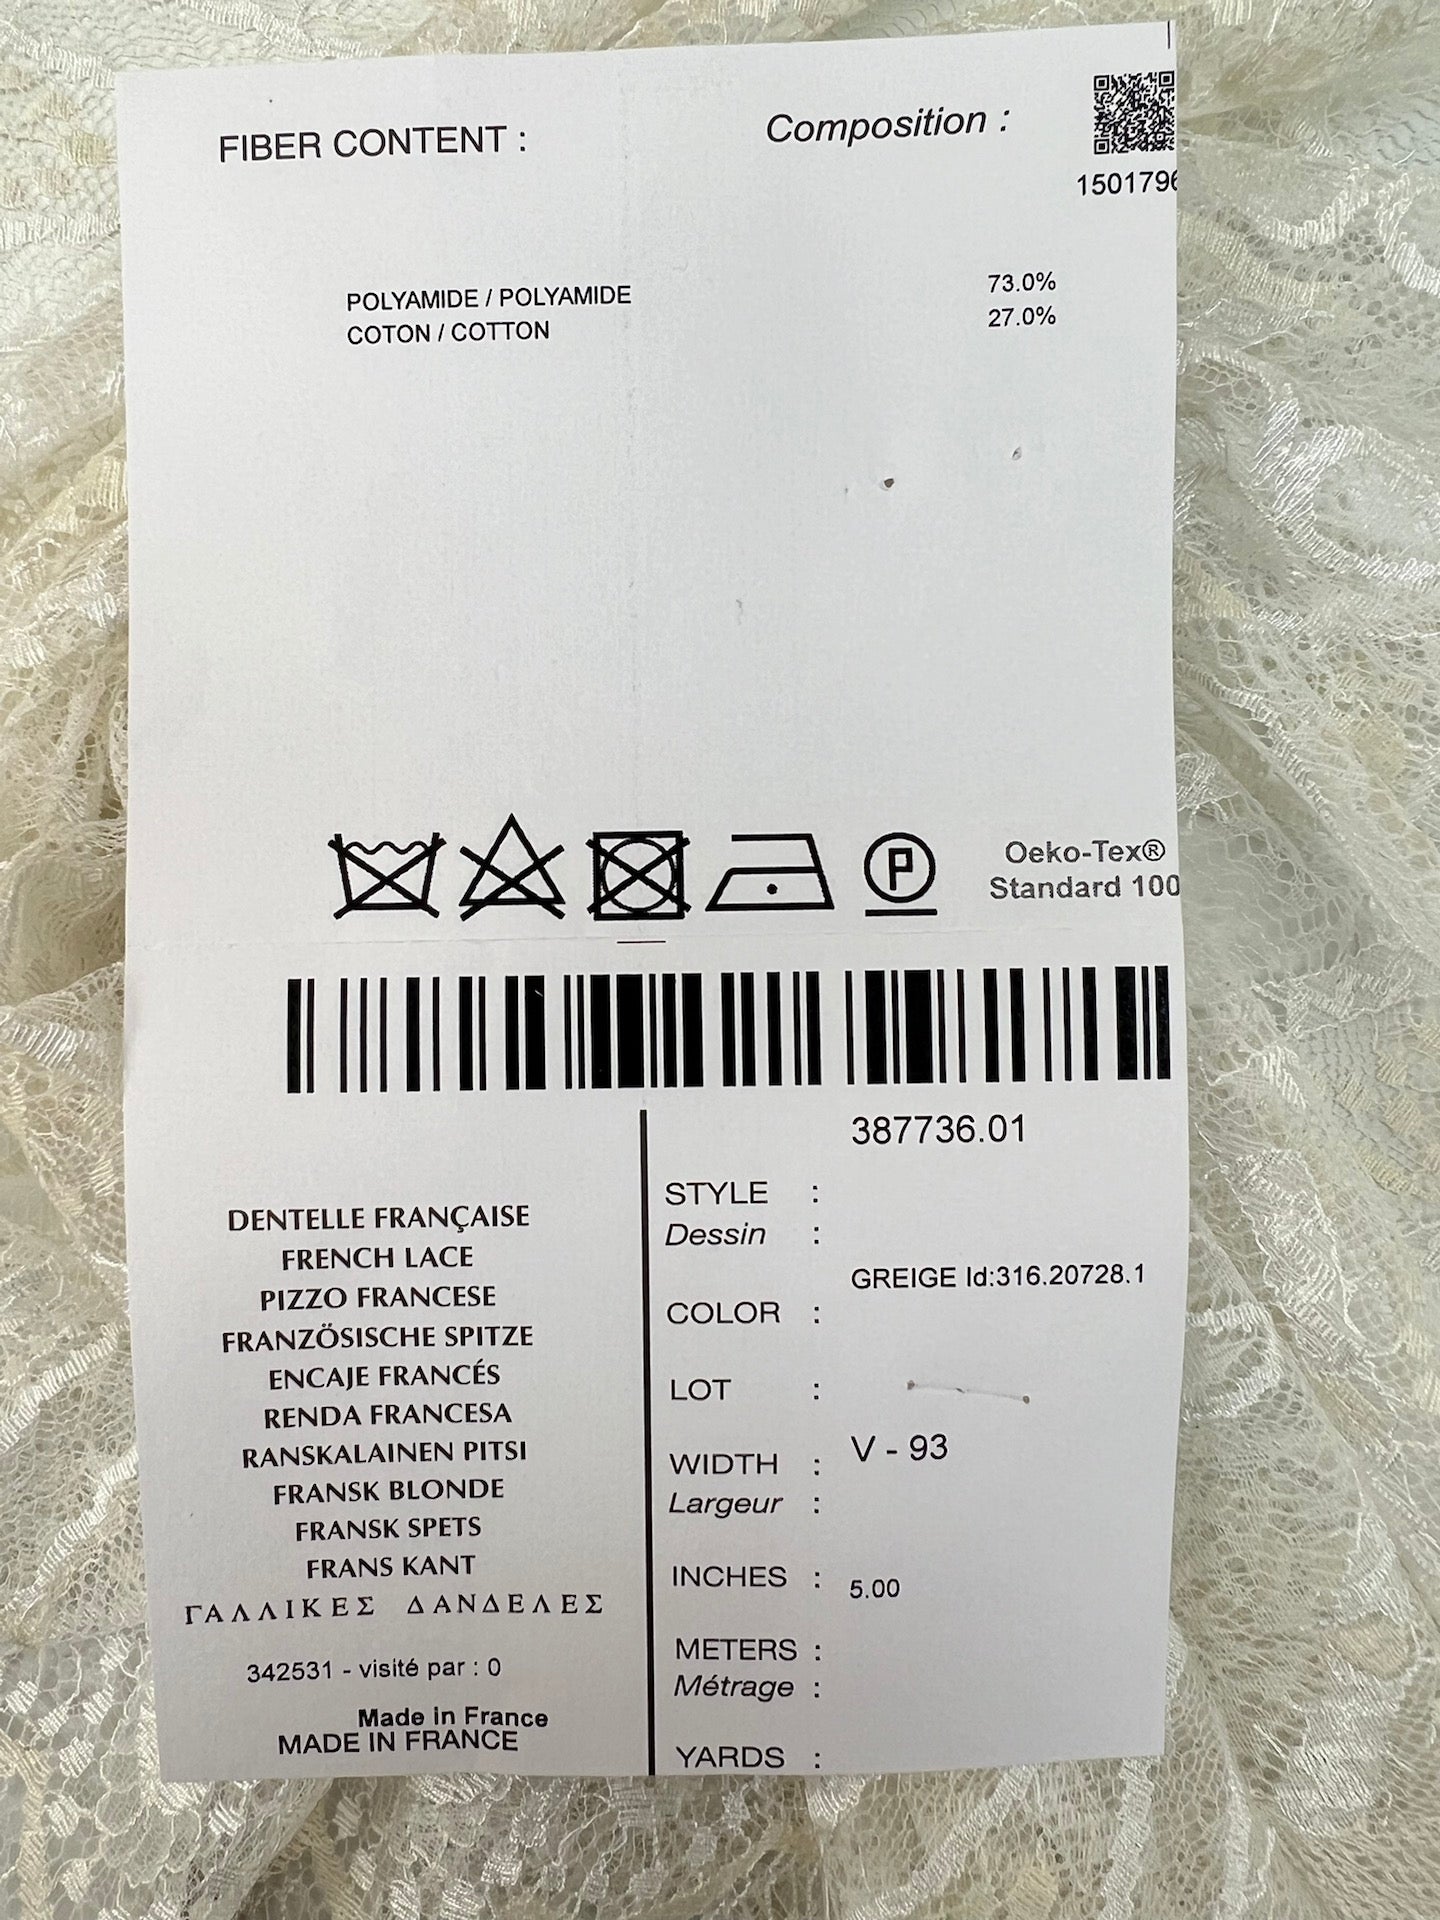 FIBER CONTENT :
Composition :
1501796
POLYAMIDE / POLYAMIDE 73.0%
COTON / COTTON 27.0%
P
Oeko-Tex®
Standard 100
387736.01
DENTELLE FRANÇAISE
FRENCH LACE
PIZZO FRANCESE
FRANZÖSISCHE SPITZE
ENCAJE FRANCÉS
RENDA FRANCESA
RANSKALAINEN PITSI
FRANSK BLONDE
FRANSK SPETS
FRANS KANT
ΓΑΛΛΙΚΕΣ ΔΑΝΔΕΛΕΣ
342531 - visité par : 0
Made in France
MADE IN FRANCE
STYLE :
Dessin :
GREIGE Id:316.20728.1
COLOR :
LOT :
WIDTH : V - 93
Largeur :
INCHES : 5.00
METERS :
Métrage :
YARDS :